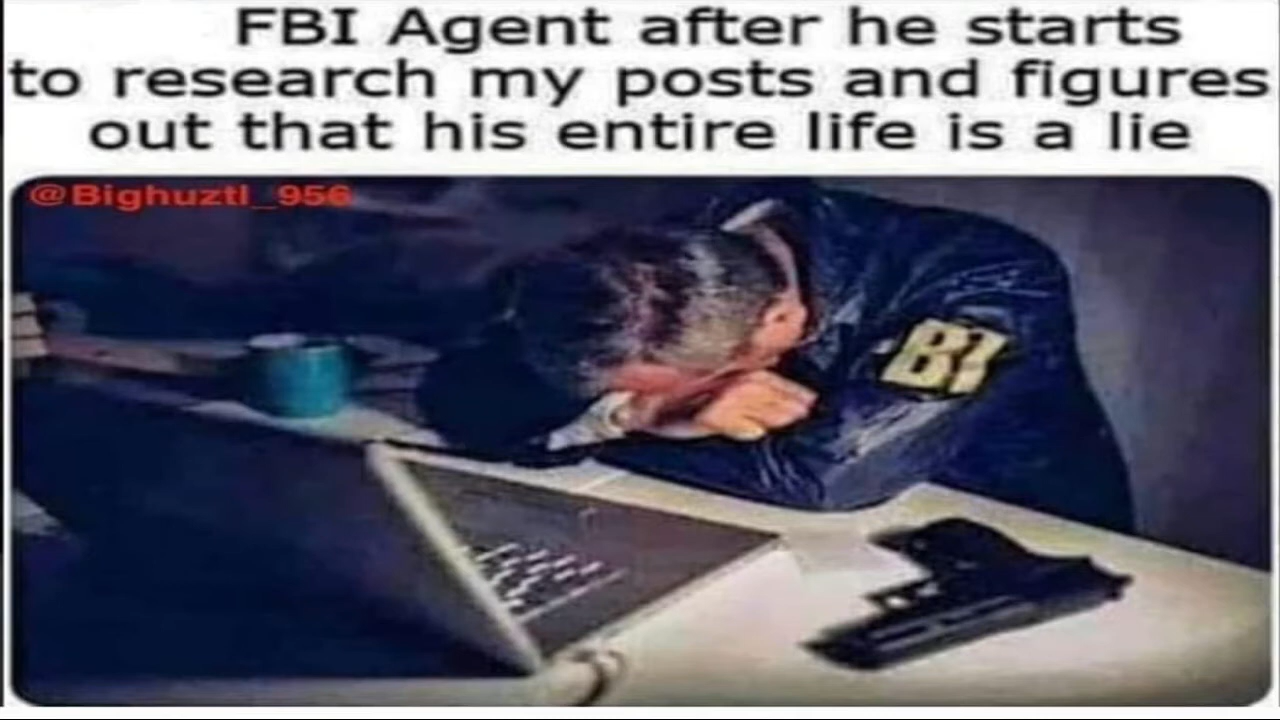 FBI Agent after he starts
to research my posts and figures
out that his entire life is a lie
@Bighuztl_956
BI